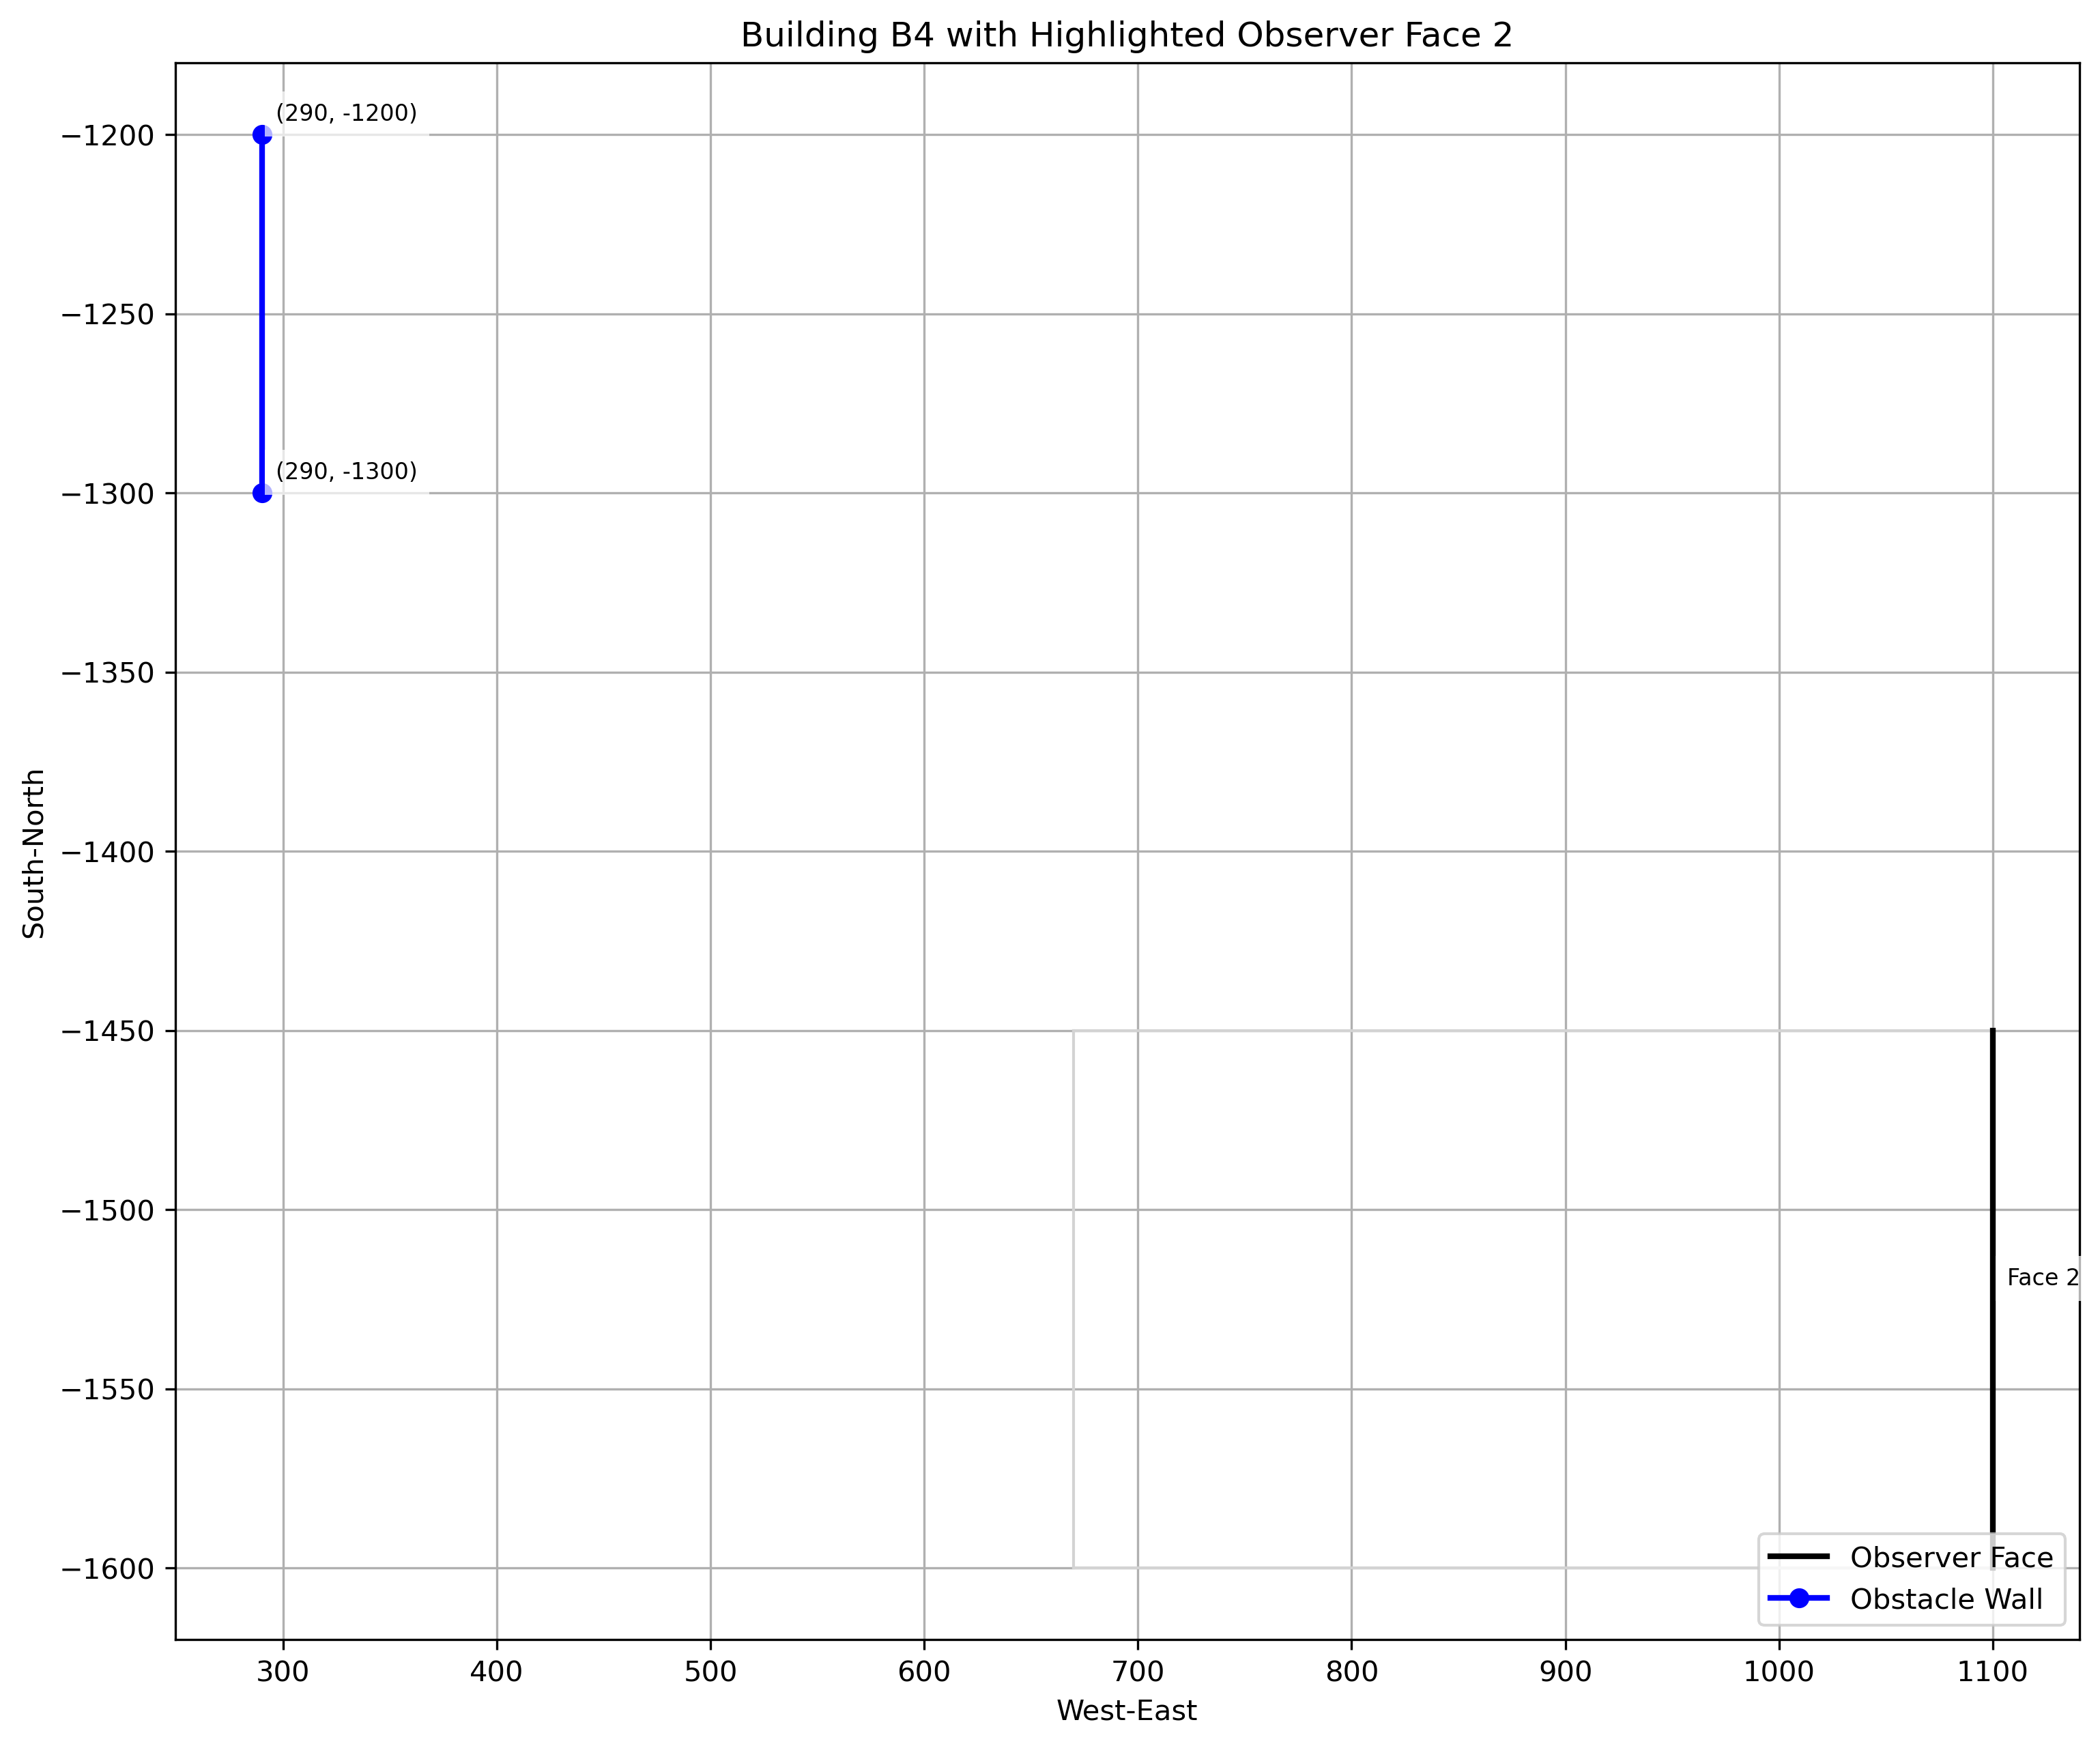 Building B4 with Highlighted Observer Face 2
(290, -1200)
(290, -1300)
−1200
−1250
−1300
−1350
−1400
−1450
−1500
−1550
−1600
South-North
Face 2
Observer Face
Obstacle Wall
300 400 500 600 700 800 900 1000 1100
West-East